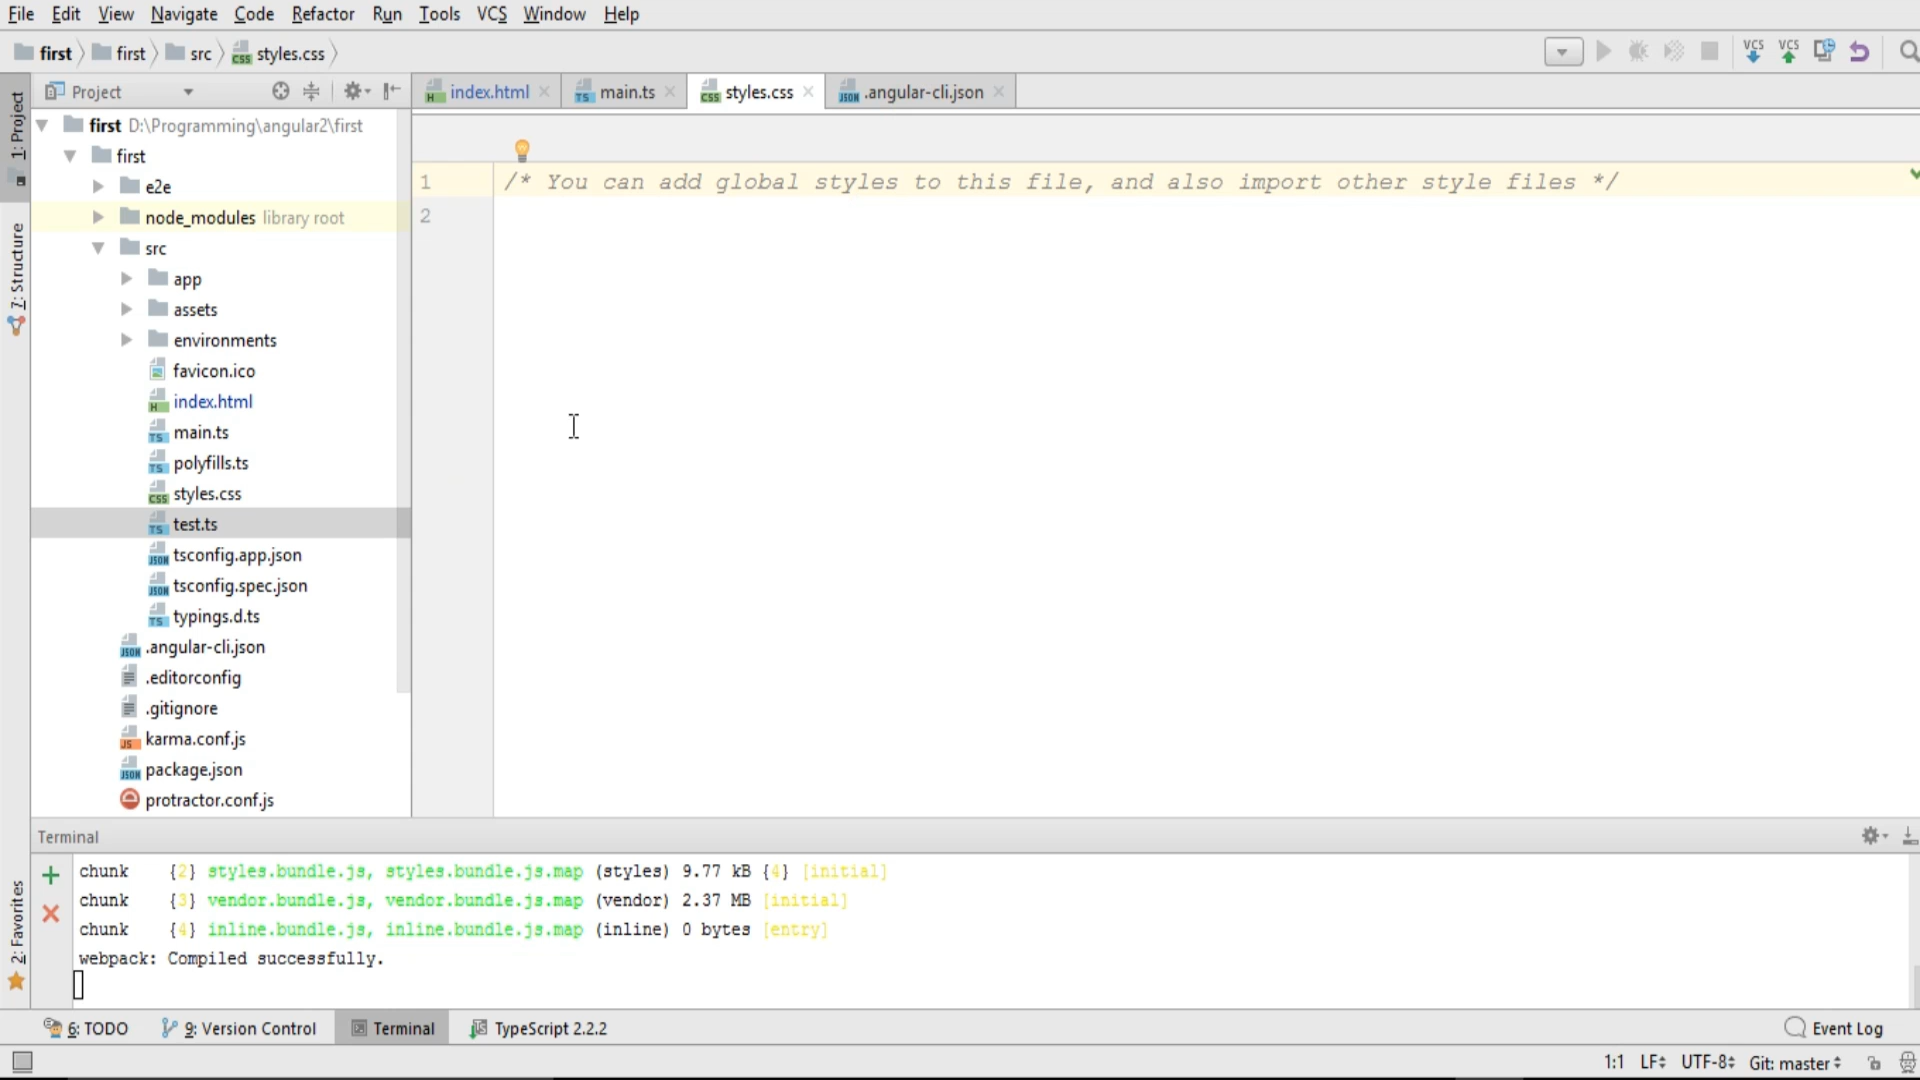 File Edit View Navigate Code Refactor Run Tools VCS Window Help
first first src styles.css
VCS VCS
Project
index.html main.ts styles.css .angular-cli.json
1: Project
7: Structure
2: Favorites
first D:\Programming\angular2\first
first
e2e
node_modules library root
src
app
assets
environments
favicon.ico
index.html
main.ts
polyfills.ts
styles.css
test.ts
tsconfig.app.json
tsconfig.spec.json
typings.d.ts
.angular-cli.json
.editorconfig
.gitignore
karma.conf.js
package.json
protractor.conf.js
1 /* You can add global styles to this file, and also import other style files */
2
Terminal
chunk {2} styles.bundle.js, styles.bundle.js.map (styles) 9.77 kB {4} [initial]
chunk {3} vendor.bundle.js, vendor.bundle.js.map (vendor) 2.37 MB [initial]
chunk {4} inline.bundle.js, inline.bundle.js.map (inline) 0 bytes [entry]
webpack: Compiled successfully.
6: TODO 9: Version Control Terminal TypeScript 2.2.2 Event Log
1:1 LF UTF-8 Git: master